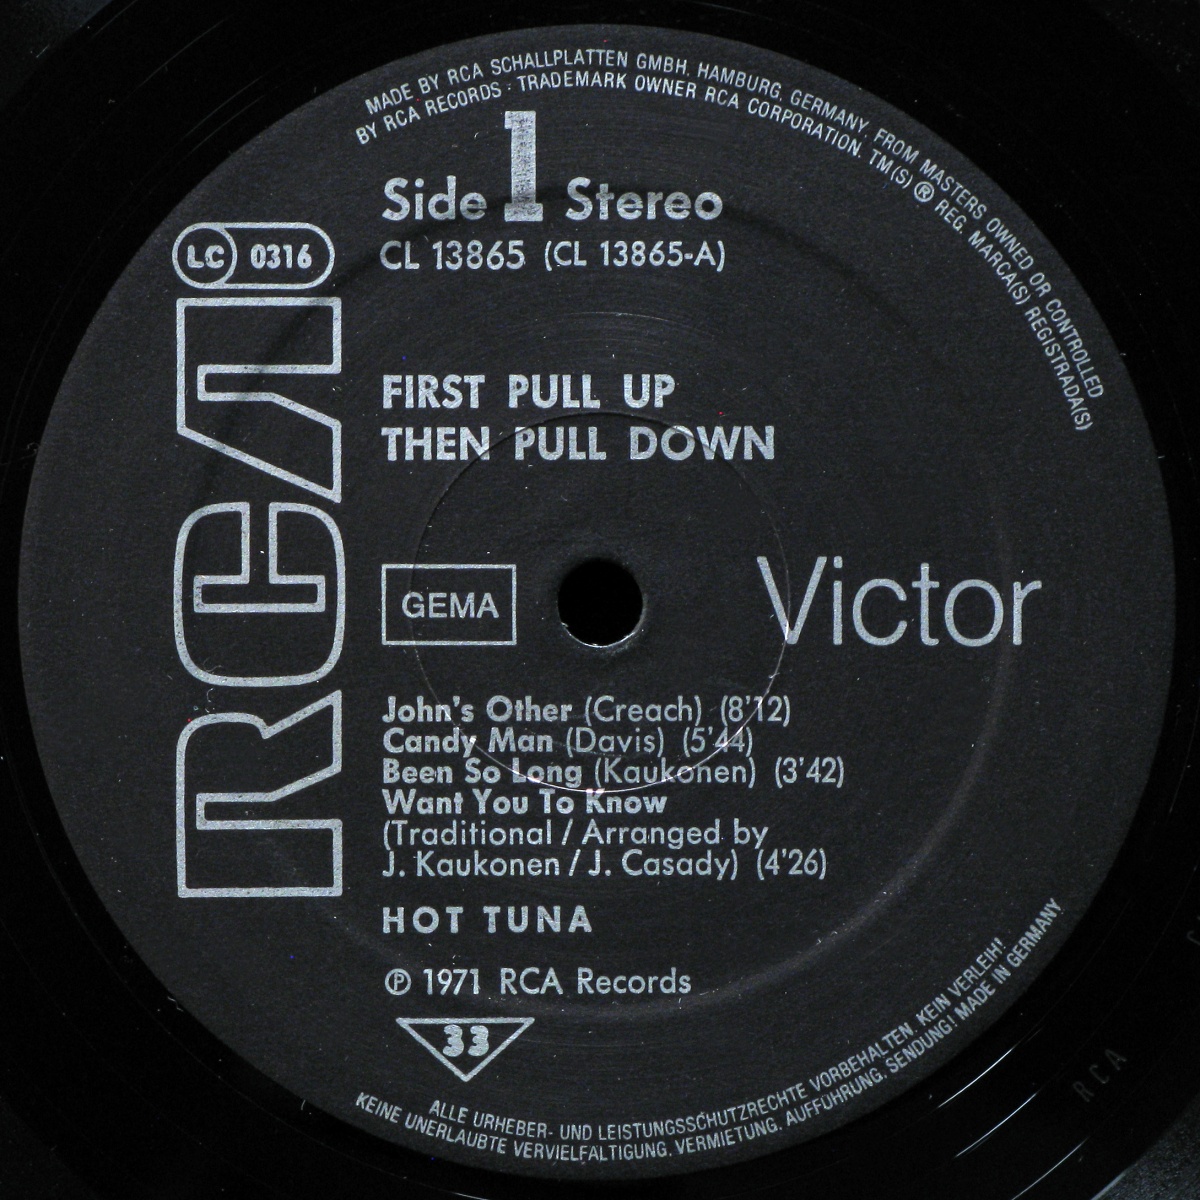 MADE BY RCA SCHALLPLATTEN GMBH, HAMBURG, GERMANY, FROM MASTERS OWNED OR CONTROLLED
BY RCA RECORDS · TRADEMARK OWNER RCA CORPORATION. TM(S) ® REG. MARCA(S) REGISTRADA(S)
Side 1 Stereo
CL 13865 (CL 13865-A)
LC 0316
RCA
FIRST PULL UP
THEN PULL DOWN
GEMA
Victor
John's Other (Creach) (8'12)
Candy Man (Davis) (5'44)
Been So Long (Kaukonen) (3'42)
Want You To Know
(Traditional / Arranged by
J. Kaukonen / J. Casady) (4'26)
HOT TUNA
℗ 1971 RCA Records
33
ALLE URHEBER- UND LEISTUNGSSCHUTZRECHTE VORBEHALTEN. KEIN VERLEIH!
KEINE UNERLAUBTE VERVIELFÄLTIGUNG, VERMIETUNG, AUFFÜHRUNG, SENDUNG! MADE IN GERMANY
RCA